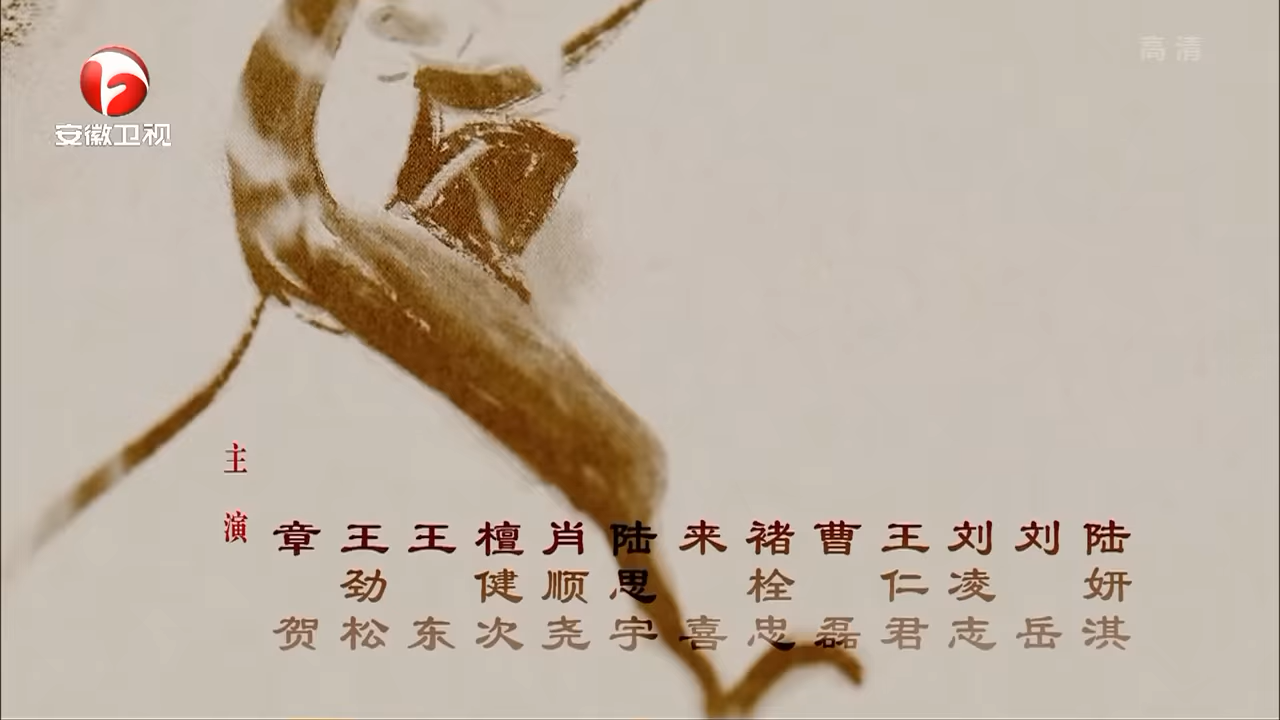 安徽卫视
高清
主演
章贺
王劲松
王东
檀健次
肖顺尧
陆思宇
来喜
褚栓忠
曹磊
王仁君
刘凌志
刘岳
陆妍淇